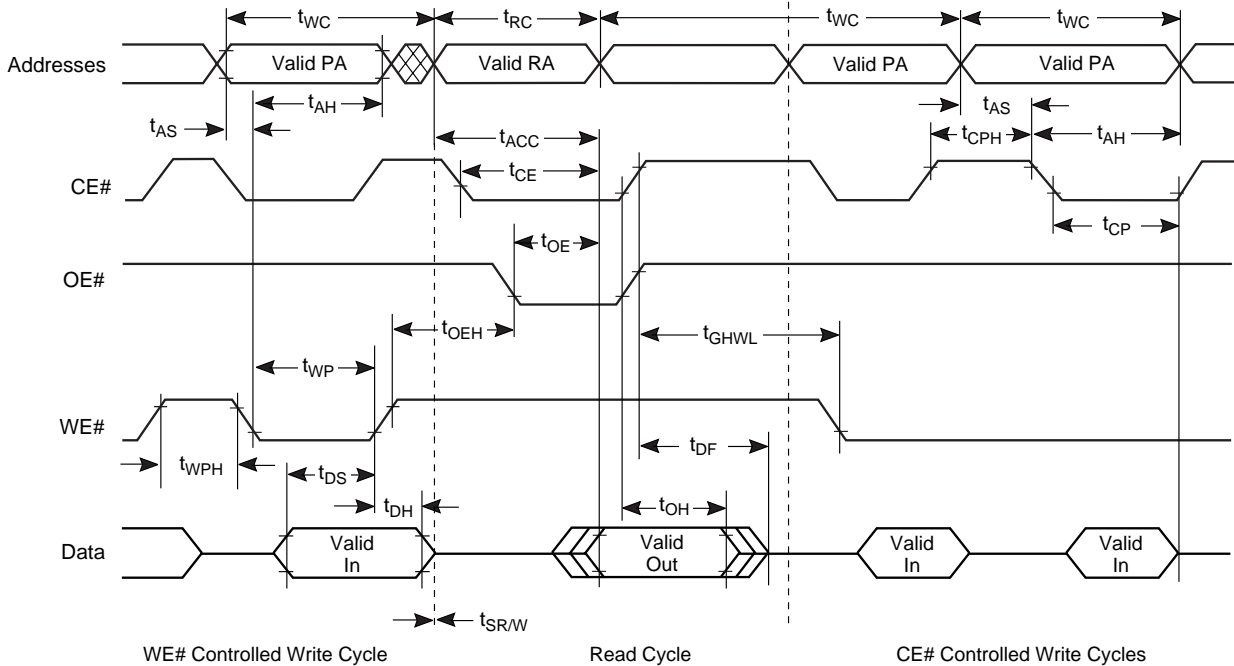 tWC tRC tWC tWC
Addresses Valid PA Valid RA Valid PA Valid PA
tAH tAS
tAS tACC tCPH tAH
CE# tCE
tOE tCP
OE#
tOEH tGHWL
tWP
WE#
tWPH tDS tDF
tDH tOH
Data Valid In Valid Out Valid In Valid In
tSR/W
WE# Controlled Write Cycle Read Cycle CE# Controlled Write Cycles